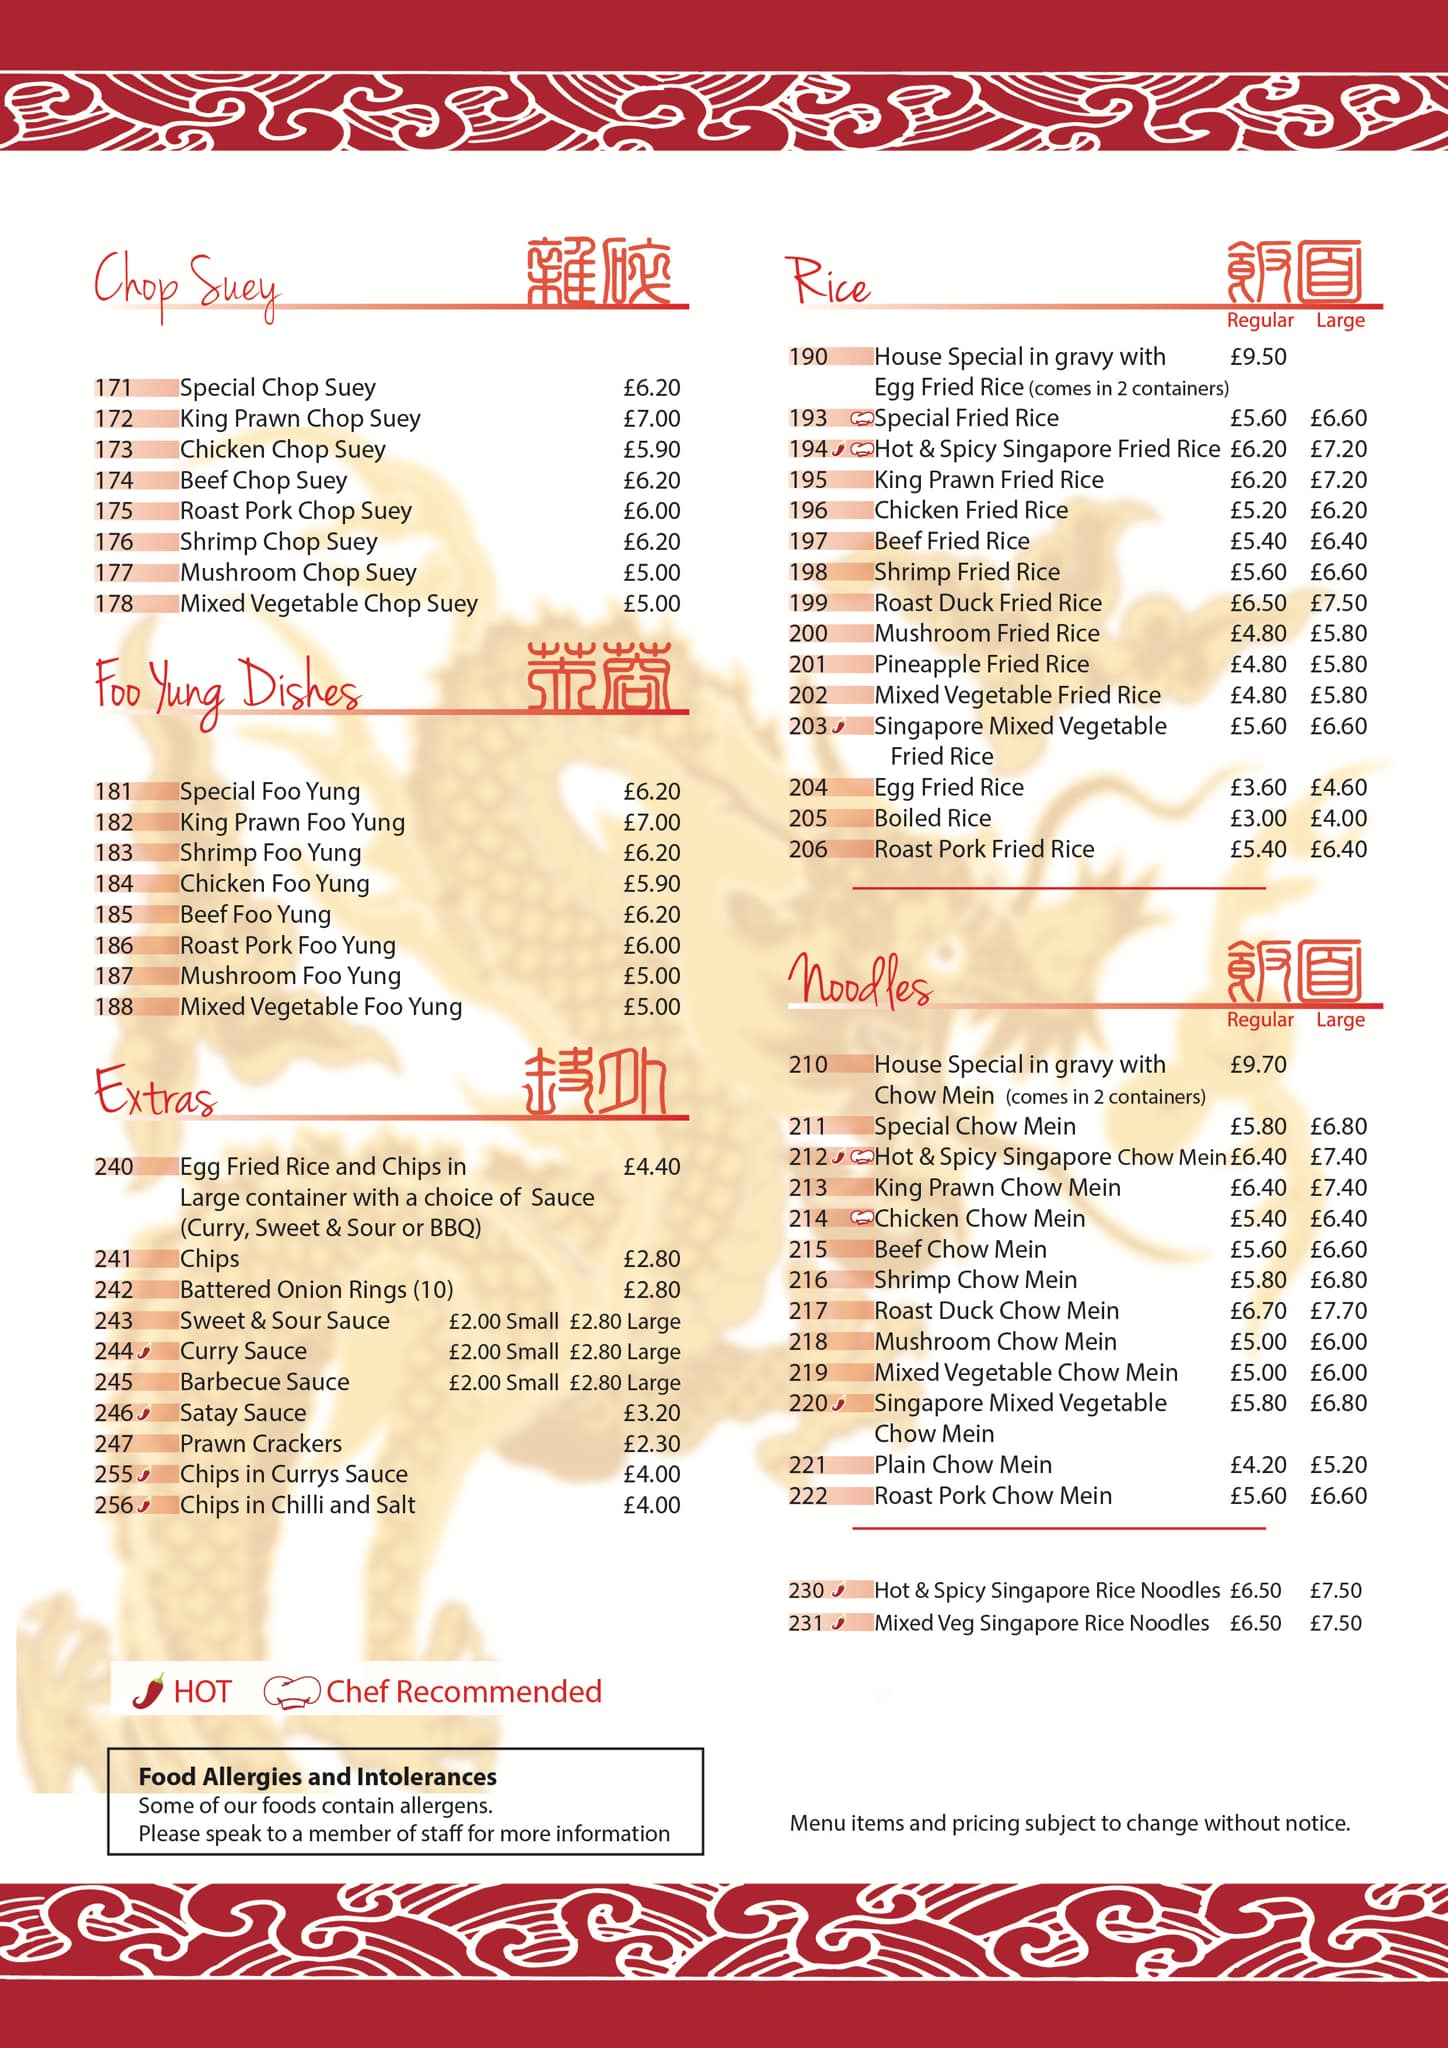 Chop Suey 雜碎
171 Special Chop Suey £6.20
172 King Prawn Chop Suey £7.00
173 Chicken Chop Suey £5.90
174 Beef Chop Suey £6.20
175 Roast Pork Chop Suey £6.00
176 Shrimp Chop Suey £6.20
177 Mushroom Chop Suey £5.00
178 Mixed Vegetable Chop Suey £5.00
Foo Yung Dishes 芙蓉
181 Special Foo Yung £6.20
182 King Prawn Foo Yung £7.00
183 Shrimp Foo Yung £6.20
184 Chicken Foo Yung £5.90
185 Beef Foo Yung £6.20
186 Roast Pork Foo Yung £6.00
187 Mushroom Foo Yung £5.00
188 Mixed Vegetable Foo Yung £5.00
Extras
240 Egg Fried Rice and Chips in £4.40
Large container with a choice of Sauce
(Curry, Sweet & Sour or BBQ)
241 Chips £2.80
242 Battered Onion Rings (10) £2.80
243 Sweet & Sour Sauce £2.00 Small £2.80 Large
244 Curry Sauce £2.00 Small £2.80 Large
245 Barbecue Sauce £2.00 Small £2.80 Large
246 Satay Sauce £3.20
247 Prawn Crackers £2.30
255 Chips in Currys Sauce £4.00
256 Chips in Chilli and Salt £4.00
HOT Chef Recommended
Food Allergies and Intolerances
Some of our foods contain allergens.
Please speak to a member of staff for more information
Rice 飯面
Regular Large
190 House Special in gravy with £9.50
Egg Fried Rice (comes in 2 containers)
193 Special Fried Rice £5.60 £6.60
194 Hot & Spicy Singapore Fried Rice £6.20 £7.20
195 King Prawn Fried Rice £6.20 £7.20
196 Chicken Fried Rice £5.20 £6.20
197 Beef Fried Rice £5.40 £6.40
198 Shrimp Fried Rice £5.60 £6.60
199 Roast Duck Fried Rice £6.50 £7.50
200 Mushroom Fried Rice £4.80 £5.80
201 Pineapple Fried Rice £4.80 £5.80
202 Mixed Vegetable Fried Rice £4.80 £5.80
203 Singapore Mixed Vegetable £5.60 £6.60
Fried Rice
204 Egg Fried Rice £3.60 £4.60
205 Boiled Rice £3.00 £4.00
206 Roast Pork Fried Rice £5.40 £6.40
Noodles 飯面
Regular Large
210 House Special in gravy with £9.70
Chow Mein (comes in 2 containers)
211 Special Chow Mein £5.80 £6.80
212 Hot & Spicy Singapore Chow Mein £6.40 £7.40
213 King Prawn Chow Mein £6.40 £7.40
214 Chicken Chow Mein £5.40 £6.40
215 Beef Chow Mein £5.60 £6.60
216 Shrimp Chow Mein £5.80 £6.80
217 Roast Duck Chow Mein £6.70 £7.70
218 Mushroom Chow Mein £5.00 £6.00
219 Mixed Vegetable Chow Mein £5.00 £6.00
220 Singapore Mixed Vegetable £5.80 £6.80
Chow Mein
221 Plain Chow Mein £4.20 £5.20
222 Roast Pork Chow Mein £5.60 £6.60
230 Hot & Spicy Singapore Rice Noodles £6.50 £7.50
231 Mixed Veg Singapore Rice Noodles £6.50 £7.50
Menu items and pricing subject to change without notice.